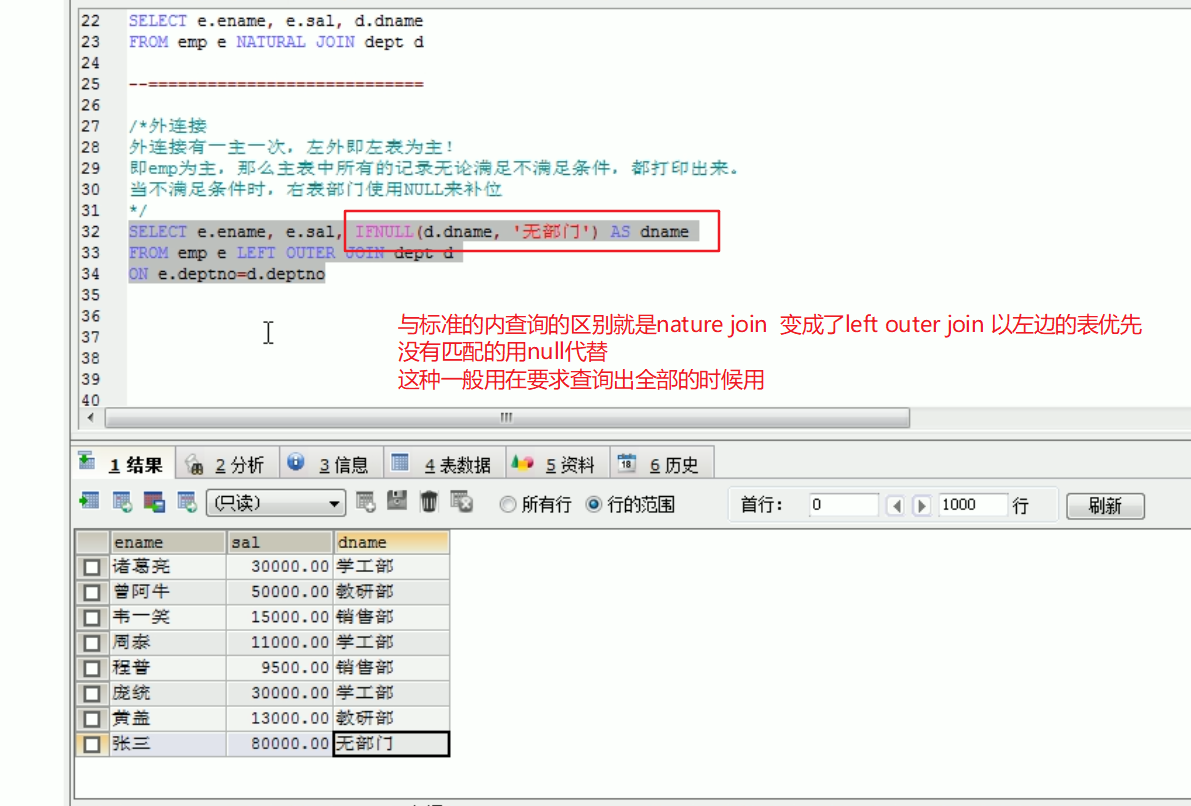 22 SELECT e.ename, e.sal, d.dname
23 FROM emp e NATURAL JOIN dept d
24
25 --============================
26
27 /*外连接
28 外连接有一主一次，左外即左表为主！
29 即emp为主，那么主表中所有的记录无论满足不满足条件，都打印出来。
30 当不满足条件时，右表部门使用NULL来补位
31 */
32 SELECT e.ename, e.sal, IFNULL(d.dname, '无部门') AS dname
33 FROM emp e LEFT OUTER JOIN dept d
34 ON e.deptno=d.deptno
35
36
与标准的内查询的区别就是nature join 变成了left outer join 以左边的表优先
37
没有匹配的用null代替
38
这种一般用在要求查询出全部的时候用
39
40
1 结果 2 分析 3 信息 4 表数据 5 资料 6 历史
(只读) 所有行 行的范围 首行: 0 1000 行 刷新
ename sal dname
诸葛亮 30000.00 学工部
曾阿牛 50000.00 教研部
韦一笑 15000.00 销售部
周泰 11000.00 学工部
程普 9500.00 销售部
庞统 30000.00 学工部
黄盖 13000.00 教研部
张三 80000.00 无部门